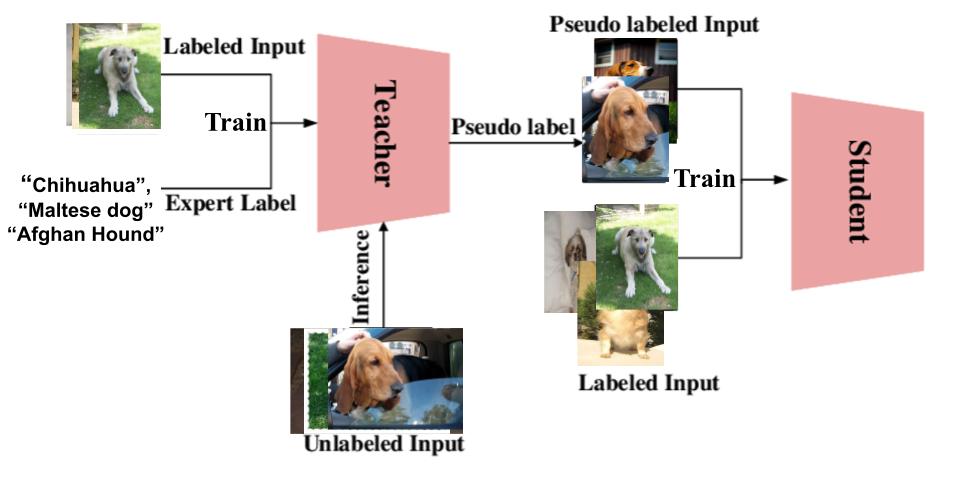 Pseudo labeled Input
Labeled Input
Train
Teacher
Pseudo label
“Chihuahua”,
“Maltese dog”
“Afghan Hound”
Expert Label
Inference
Unlabeled Input
Train
Student
Labeled Input